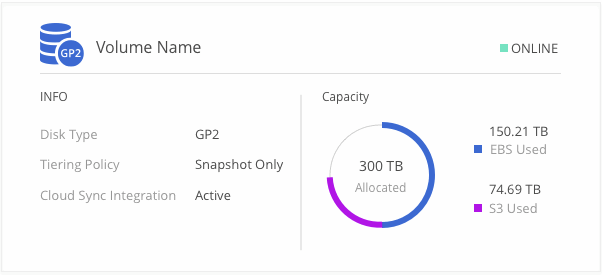 GP2
Volume Name
ONLINE
INFO
Disk Type GP2
Tiering Policy Snapshot Only
Cloud Sync Integration Active
Capacity
300 TB
Allocated
150.21 TB
EBS Used
74.69 TB
S3 Used